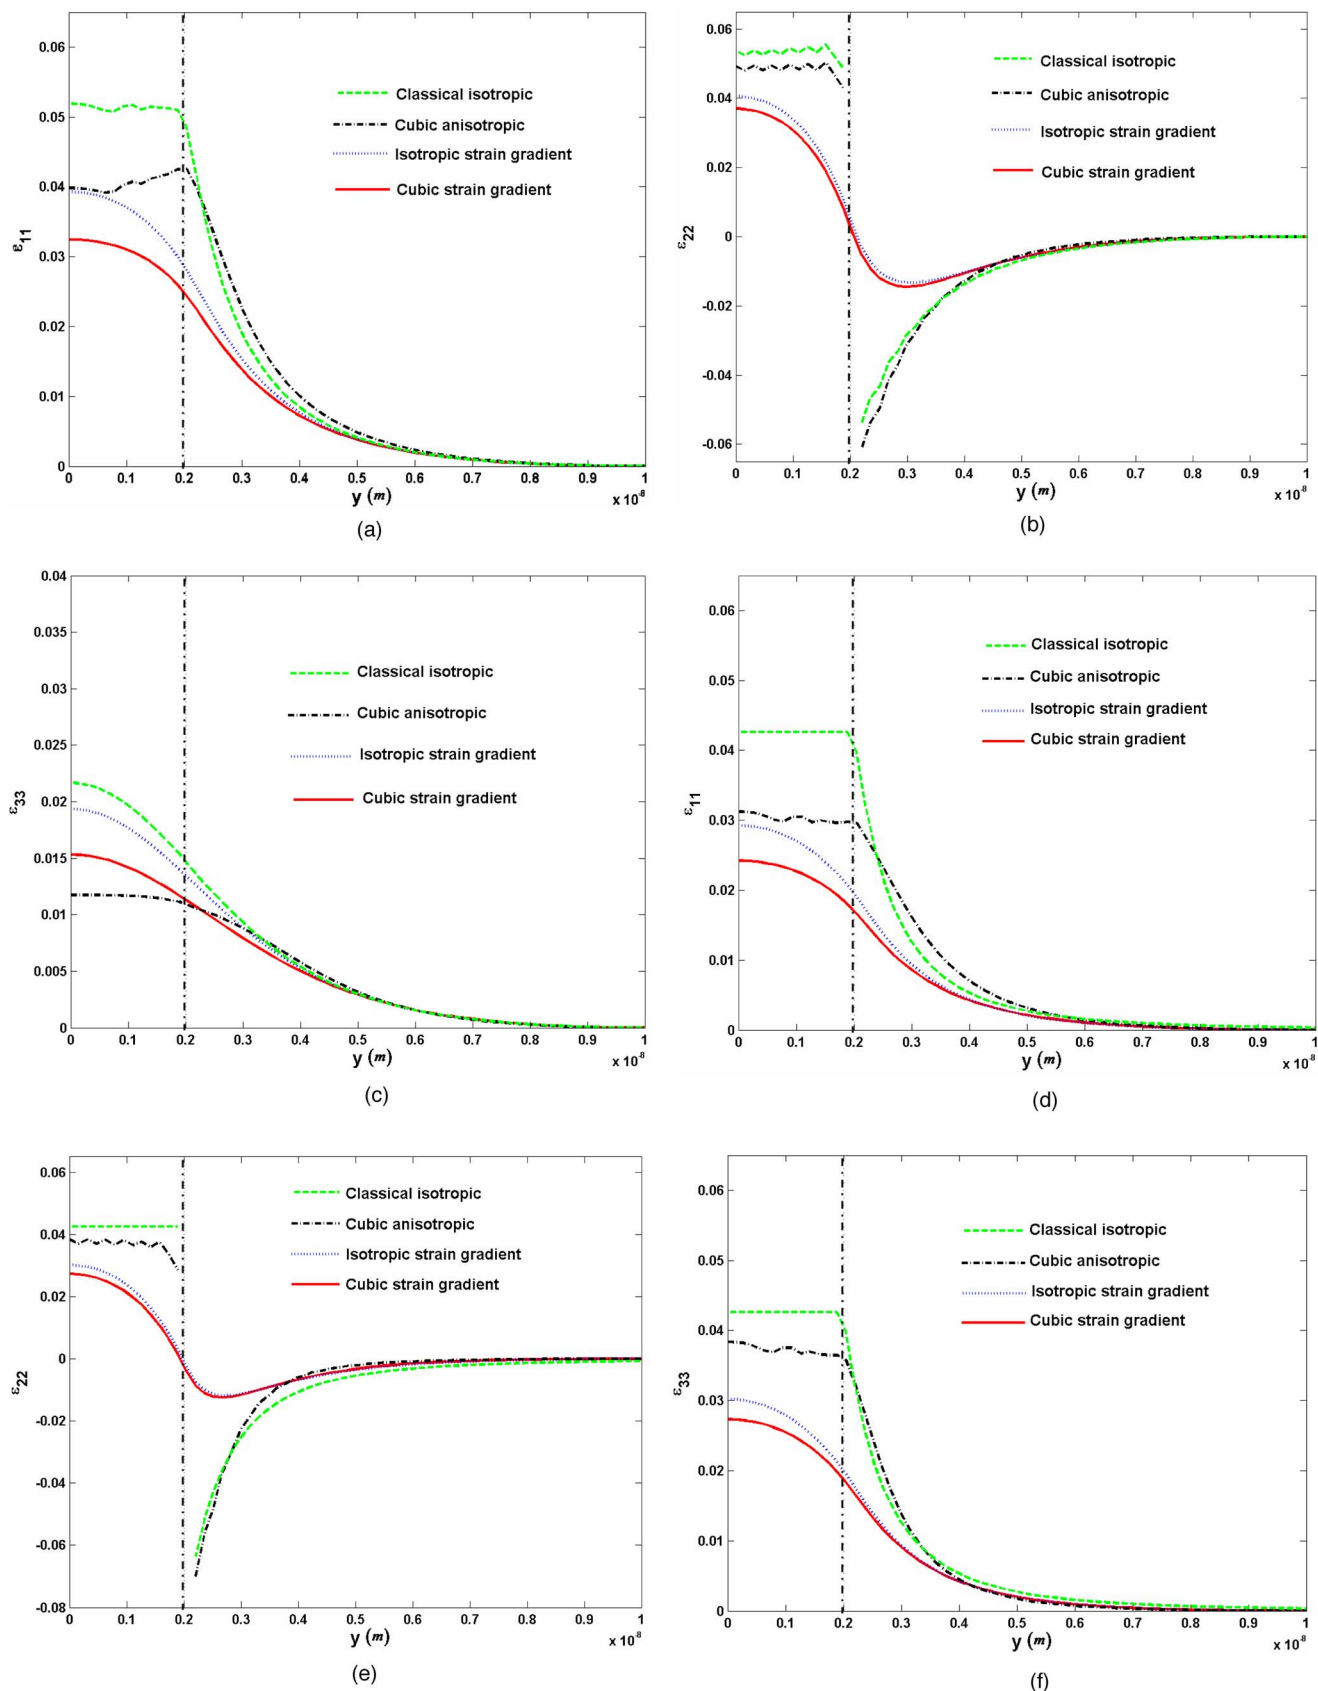 0.06
0.05
0.04
0.03
0.02
0.01
0
ε11
Classical isotropic
Cubic anisotropic
Isotropic strain gradient
Cubic strain gradient
0 0.1 0.2 0.3 0.4 0.5 0.6 0.7 0.8 0.9 1
y (m)
x 10-8
(a)
0.06
0.04
0.02
0
-0.02
-0.04
-0.06
ε22
Classical isotropic
Cubic anisotropic
Isotropic strain gradient
Cubic strain gradient
0 0.1 0.2 0.3 0.4 0.5 0.6 0.7 0.8 0.9 1
y (m)
x 10-8
(b)
0.04
0.035
0.03
0.025
0.02
0.015
0.01
0.005
0
ε33
Classical isotropic
Cubic anisotropic
Isotropic strain gradient
Cubic strain gradient
0 0.1 0.2 0.3 0.4 0.5 0.6 0.7 0.8 0.9 1
y (m)
x 10-8
(c)
0.06
0.05
0.04
0.03
0.02
0.01
0
ε11
Classical isotropic
Cubic anisotropic
Isotropic strain gradient
Cubic strain gradient
0 0.1 0.2 0.3 0.4 0.5 0.6 0.7 0.8 0.9 1
y (m)
x 10-8
(d)
0.06
0.04
0.02
0
-0.02
-0.04
-0.06
-0.08
ε22
Classical isotropic
Cubic anisotropic
Isotropic strain gradient
Cubic strain gradient
0 0.1 0.2 0.3 0.4 0.5 0.6 0.7 0.8 0.9 1
y (m)
x 10-8
(e)
0.06
0.05
0.04
0.03
0.02
0.01
0
ε33
Classical isotropic
Cubic anisotropic
Isotropic strain gradient
Cubic strain gradient
0 0.1 0.2 0.3 0.4 0.5 0.6 0.7 0.8 0.9 1
y (m)
x 10-8
(f)